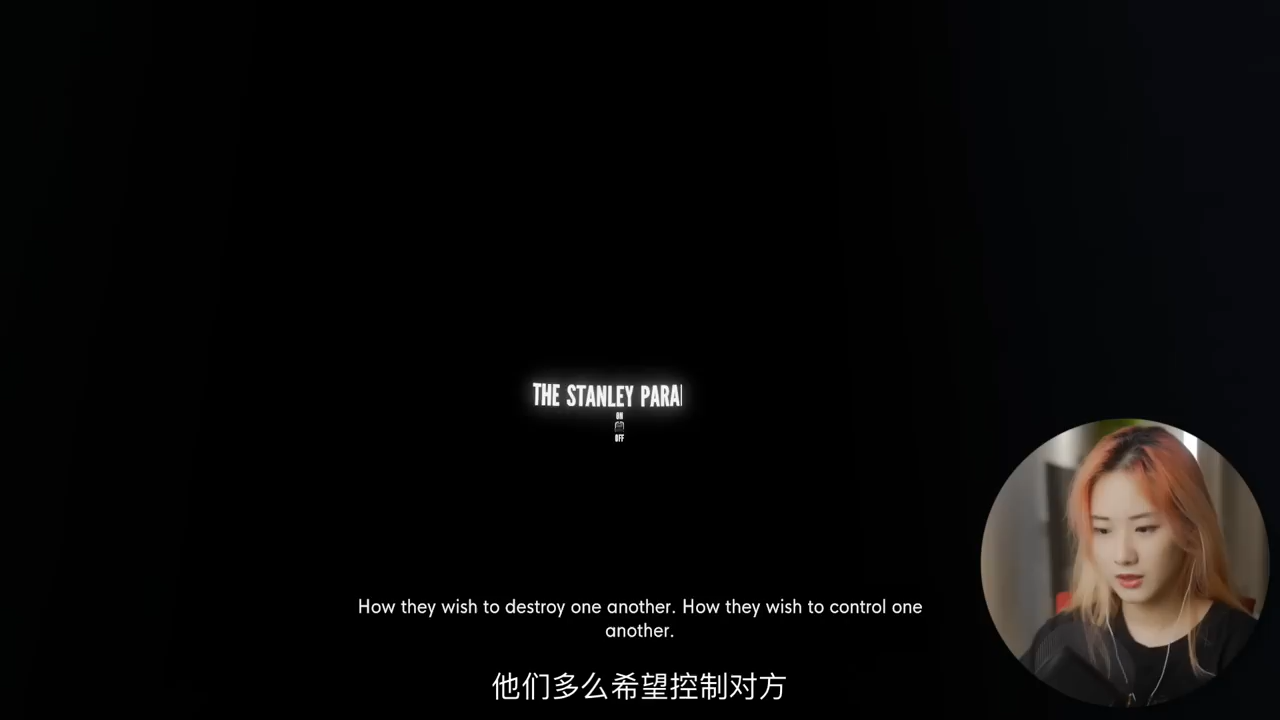 THE STANLEY PARA
ON
OFF
How they wish to destroy one another. How they wish to control one
another.
他们多么希望控制对方